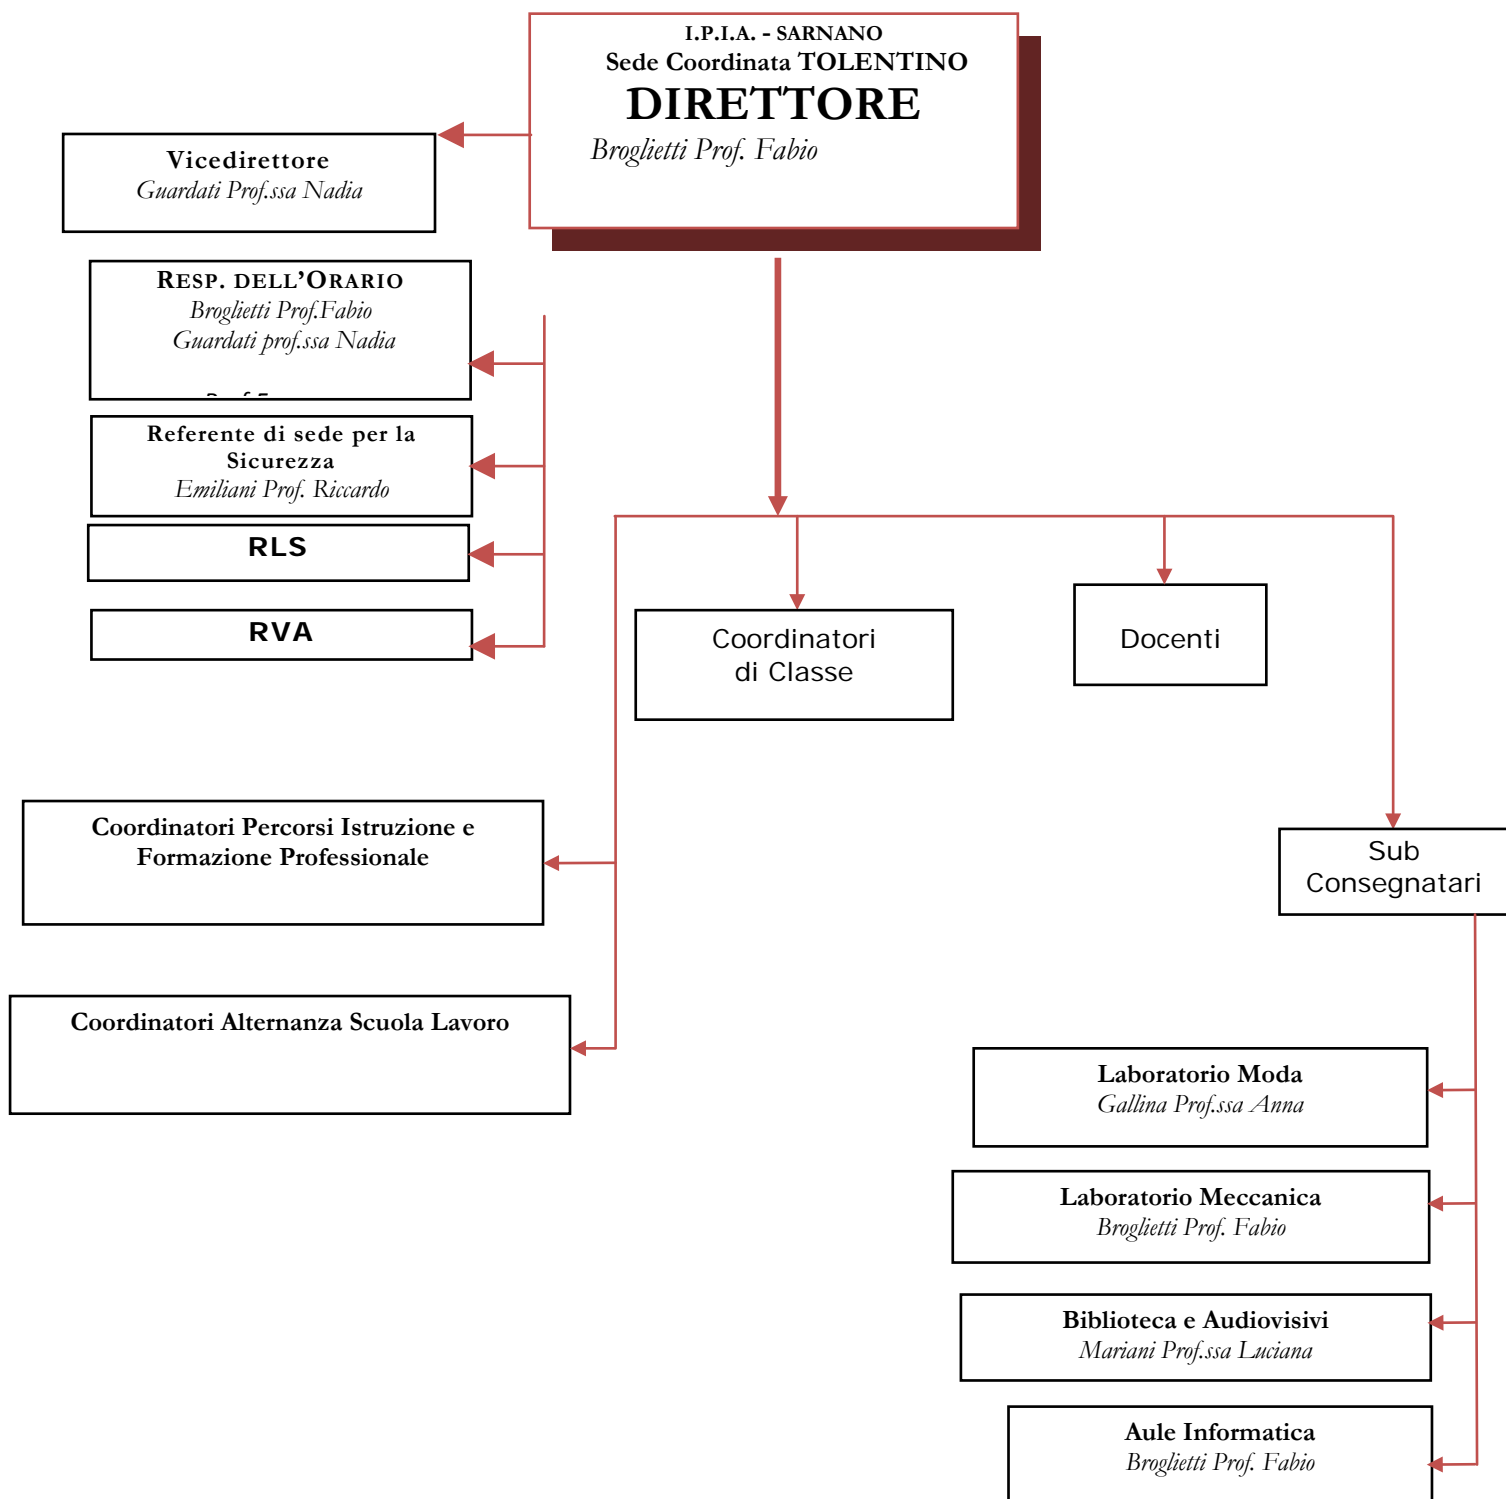 I.P.I.A. - SARNANO
Sede Coordinata TOLENTINO
DIRETTORE
Broglietti Prof. Fabio
Vicedirettore
Guardati Prof.ssa Nadia
RESP. DELL'ORARIO
Broglietti Prof.Fabio
Guardati prof.ssa Nadia
Referente di sede per la
Sicurezza
Emiliani Prof. Riccardo
RLS
RVA
Coordinatori
di Classe
Docenti
Coordinatori Percorsi Istruzione e
Formazione Professionale
Sub
Consegnatari
Coordinatori Alternanza Scuola Lavoro
Laboratorio Moda
Gallina Prof.ssa Anna
Laboratorio Meccanica
Broglietti Prof. Fabio
Biblioteca e Audiovisivi
Mariani Prof.ssa Luciana
Aule Informatica
Broglietti Prof. Fabio